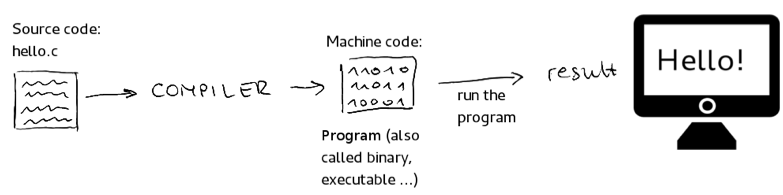 Source code:
hello.c
COMPILER
Machine code:
11010
11011
10001
Program (also
called binary,
executable ...)
run the
program
result
Hello!